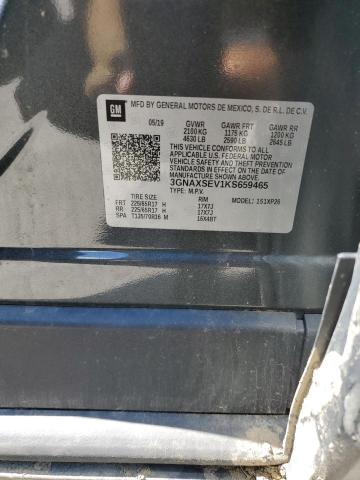 GM MFD BY GENERAL MOTORS DE MEXICO, S. DE R.L. DE C.V.
05/19 GVWR GAWR FRT GAWR RR
2100 KG 1175 KG 1200 KG
4630 LB 2590 LB 2645 LB
THIS VEHICLE CONFORMS TO ALL APPLICABLE U.S. FEDERAL MOTOR VEHICLE SAFETY, BUMPER, AND THEFT PREVENTION STANDARDS IN EFFECT ON THE DATE OF MANUFACTURE SHOWN ABOVE.
3GNAXSEV1KS659465
TYPE: M.P.V. MODEL: 1S1XP26
TIRE SIZE RIM
FRT 225/65R17 H 17X7J
RR 225/65R17 H 17X7J
SPA T135/70R16 M 16X4BT